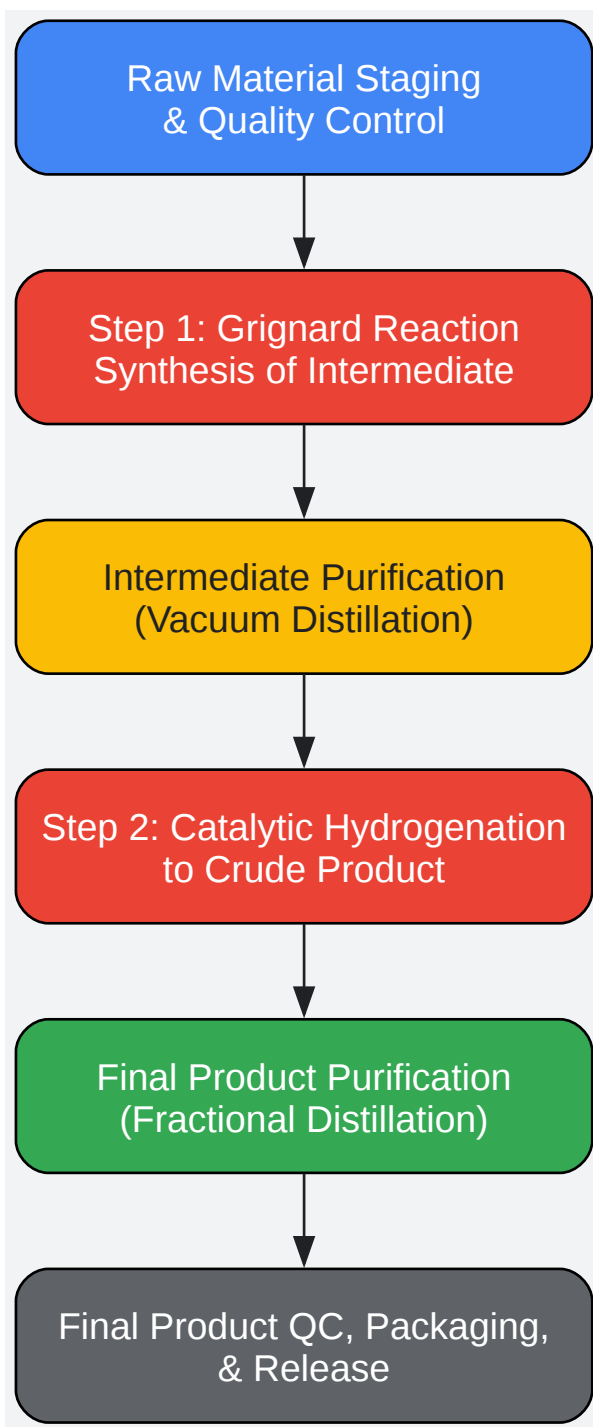 Raw Material Staging
& Quality Control
Step 1: Grignard Reaction
Synthesis of Intermediate
Intermediate Purification
(Vacuum Distillation)
Step 2: Catalytic Hydrogenation
to Crude Product
Final Product Purification
(Fractional Distillation)
Final Product QC, Packaging,
& Release